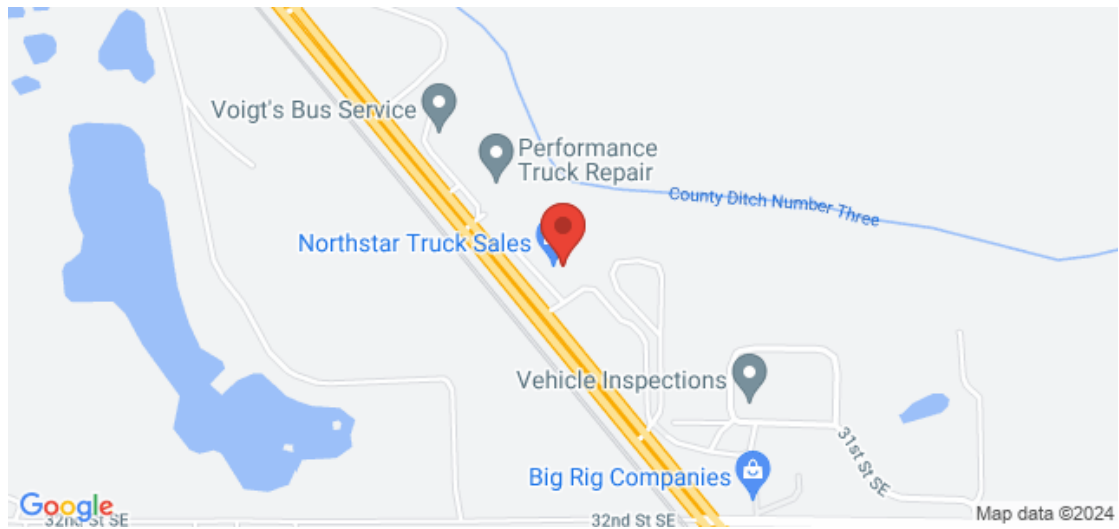 Voigt's Bus Service
Performance
Truck Repair
County Ditch Number Three
Northstar Truck Sales
Vehicle Inspections
31st St SE
Big Rig Companies
Google
32nd St SE
32nd St SE
Map data ©2024